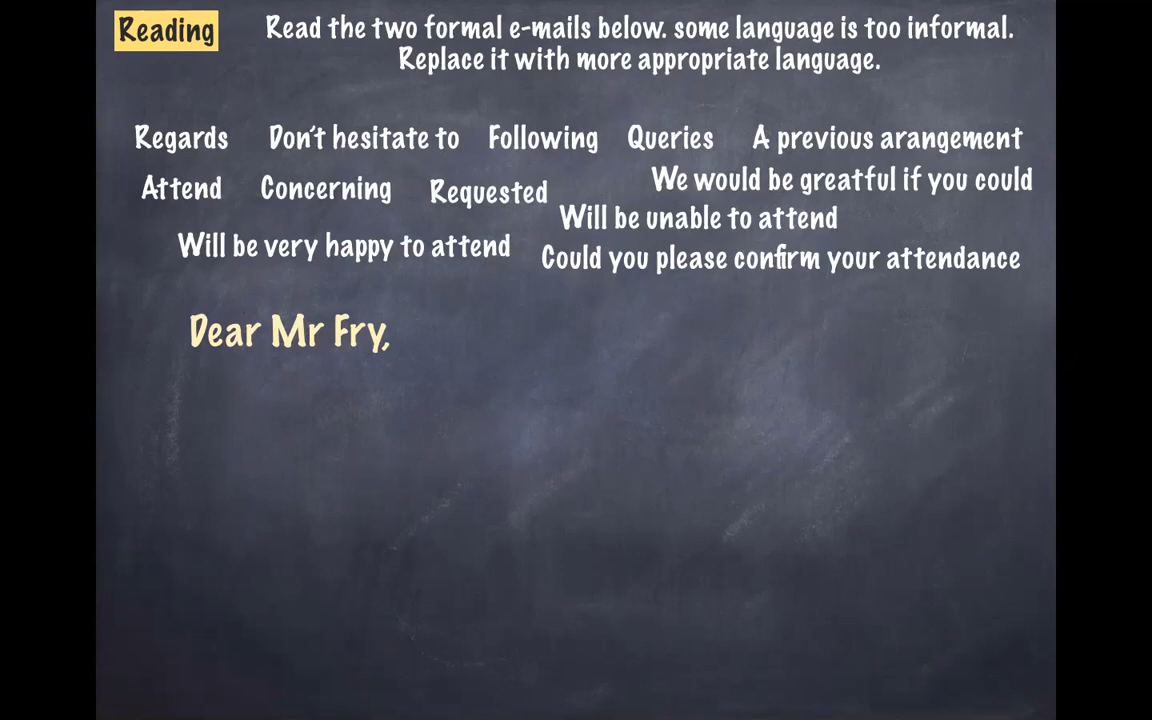 Reading
Read the two formal e-mails below. some language is too informal.
Replace it with more appropriate language.
Regards Don't hesitate to Following Queries A previous arangement
Attend Concerning Requested We would be greatful if you could
Will be unable to attend
Will be very happy to attend Could you please confirm your attendance
Dear Mr Fry,